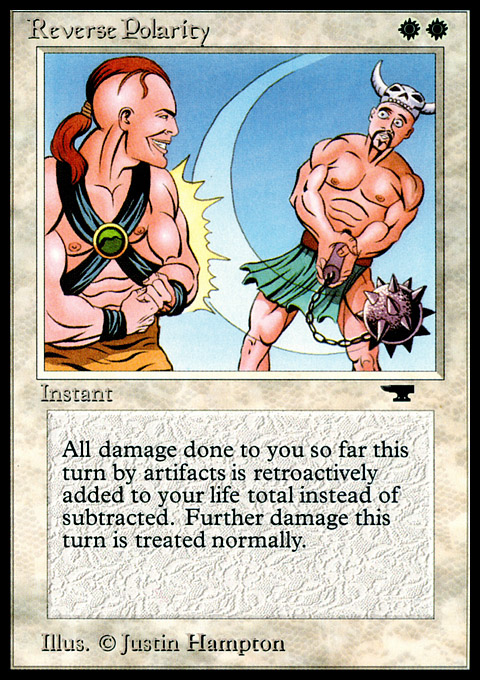 Reverse Polarity
Instant
All damage done to you so far this
turn by artifacts is retroactively
added to your life total instead of
subtracted. Further damage this
turn is treated normally.
Illus. © Justin Hampton